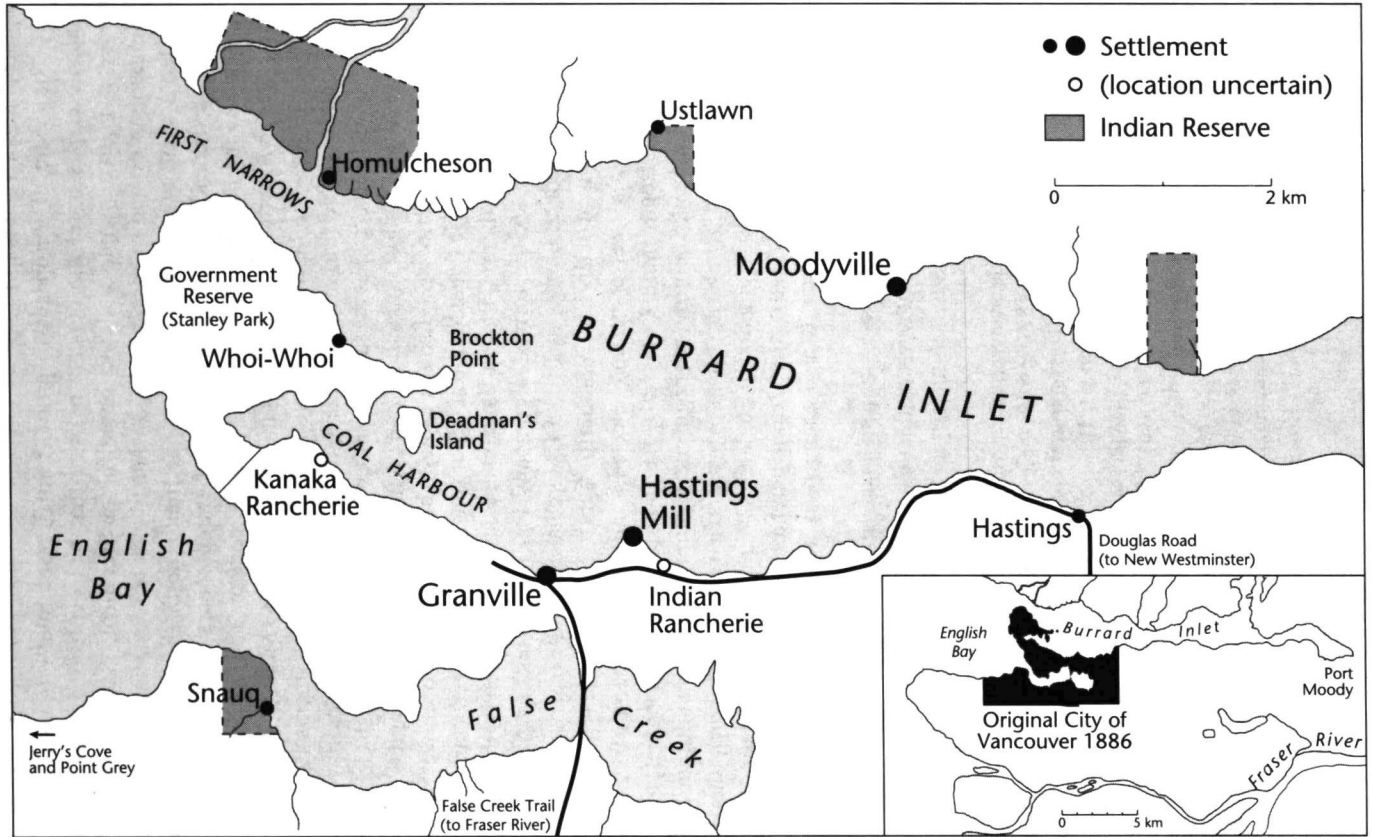 Settlement
(location uncertain)
Indian Reserve
0 2 km
Ustlawn
FIRST NARROWS
Homulcheson
Moodyville
Government
Reserve
(Stanley Park)
Whoi-Whoi
Brockton
Point
BURRARD INLET
Deadman's
Island
COAL HARBOUR
Kanaka
Rancherie
Hastings
Mill
Hastings
English
Bay
Douglas Road
(to New Westminster)
Granville
Indian
Rancherie
Snauq
False Creek
Jerry's Cove
and Point Grey
False Creek Trail
(to Fraser River)
English
Bay
Burrard Inlet
Port
Moody
Original City of
Vancouver 1886
Fraser River
0 5 km